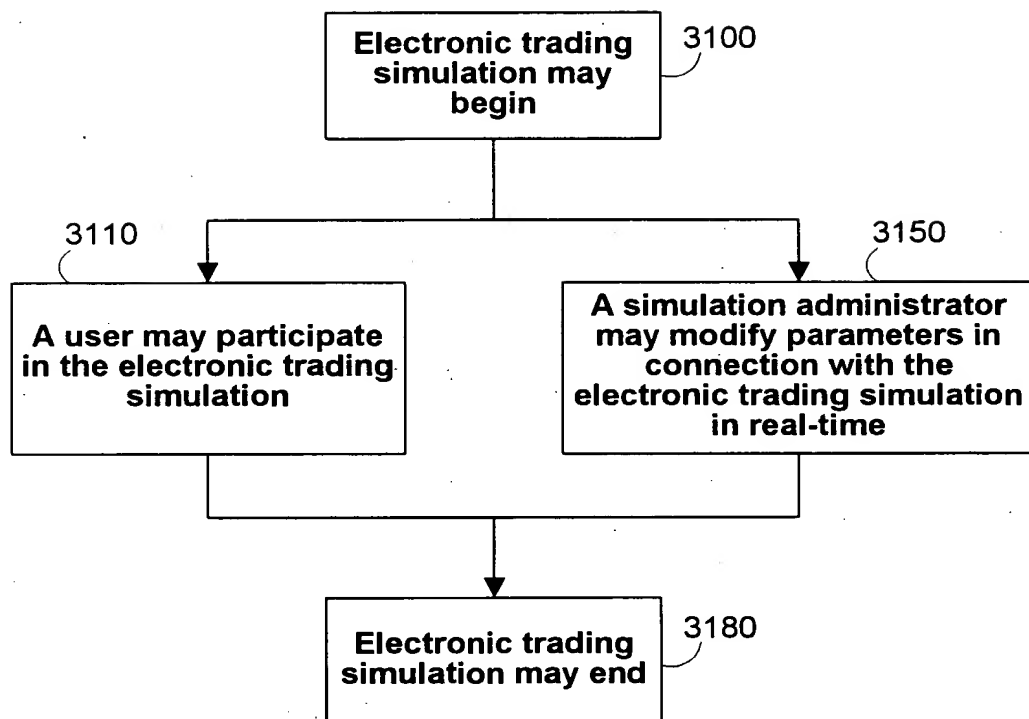 Electronic trading
simulation may
begin
3100
3110
A user may participate
in the electronic trading
simulation
3150
A simulation administrator
may modify parameters in
connection with the
electronic trading simulation
in real-time
Electronic trading
simulation may end
3180